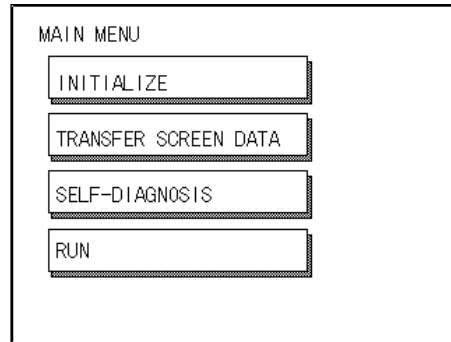 MAIN MENU
INITIALIZE
TRANSFER SCREEN DATA
SELF-DIAGNOSIS
RUN